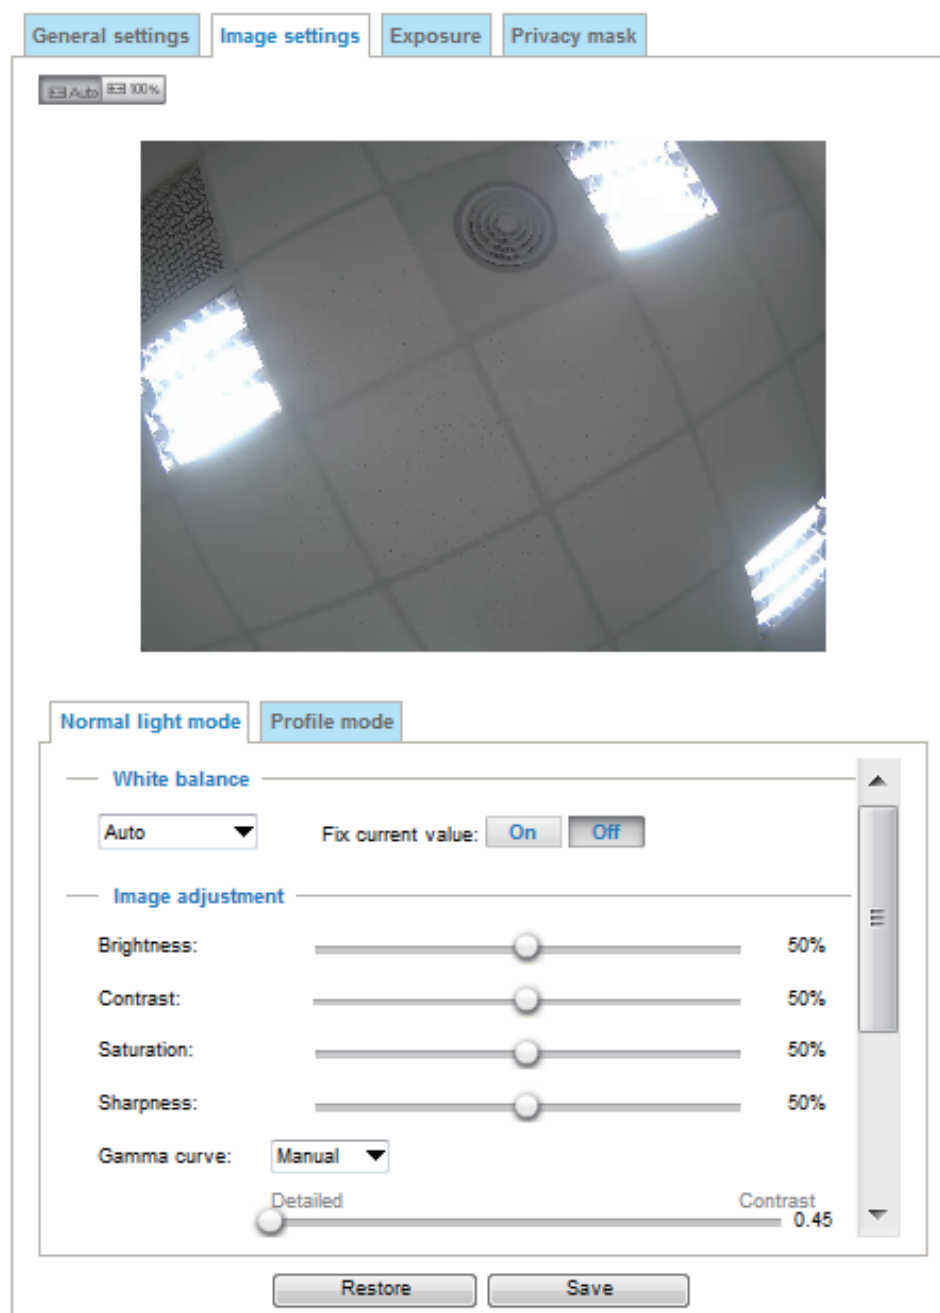 General settings Image settings Exposure Privacy mask
Auto 100%
Normal light mode Profile mode
White balance
Auto Fix current value: On Off
Image adjustment
Brightness: 50%
Contrast: 50%
Saturation: 50%
Sharpness: 50%
Gamma curve: Manual
Detailed Contrast
0.45
Restore Save